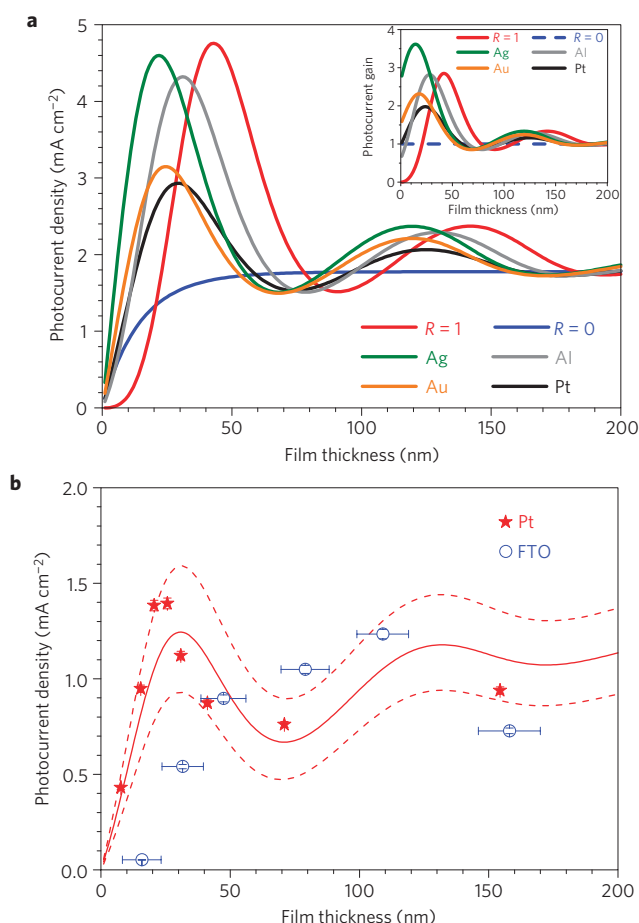 a
Photocurrent density (mA cm⁻²)
5
4
3
2
1
0
0
50
100
150
200
Film thickness (nm)
R = 1
R = 0
Ag
Al
Au
Pt
Photocurrent gain
4
3
2
1
0
0
50
100
150
200
Film thickness (nm)
R = 1
R = 0
Ag
Al
Au
Pt
b
Photocurrent density (mA cm⁻²)
2.0
1.5
1.0
0.5
0.0
0
50
100
150
200
Film thickness (nm)
Pt
FTO